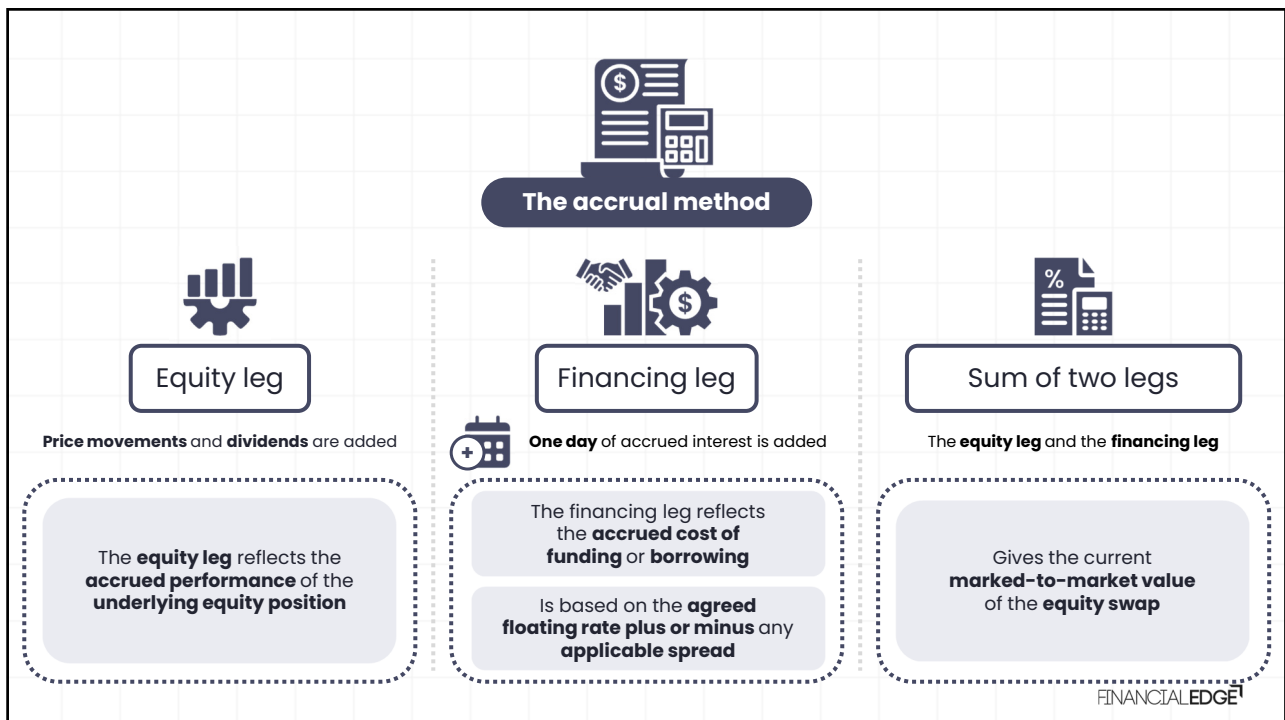 $
The accrual method
Equity leg
Price movements and dividends are added
The equity leg reflects the
accrued performance of the
underlying equity position
$
Financing leg
+
One day of accrued interest is added
The financing leg reflects
the accrued cost of
funding or borrowing
Is based on the agreed
floating rate plus or minus any
applicable spread
%
Sum of two legs
The equity leg and the financing leg
Gives the current
marked-to-market value
of the equity swap
FINANCIALEDGE